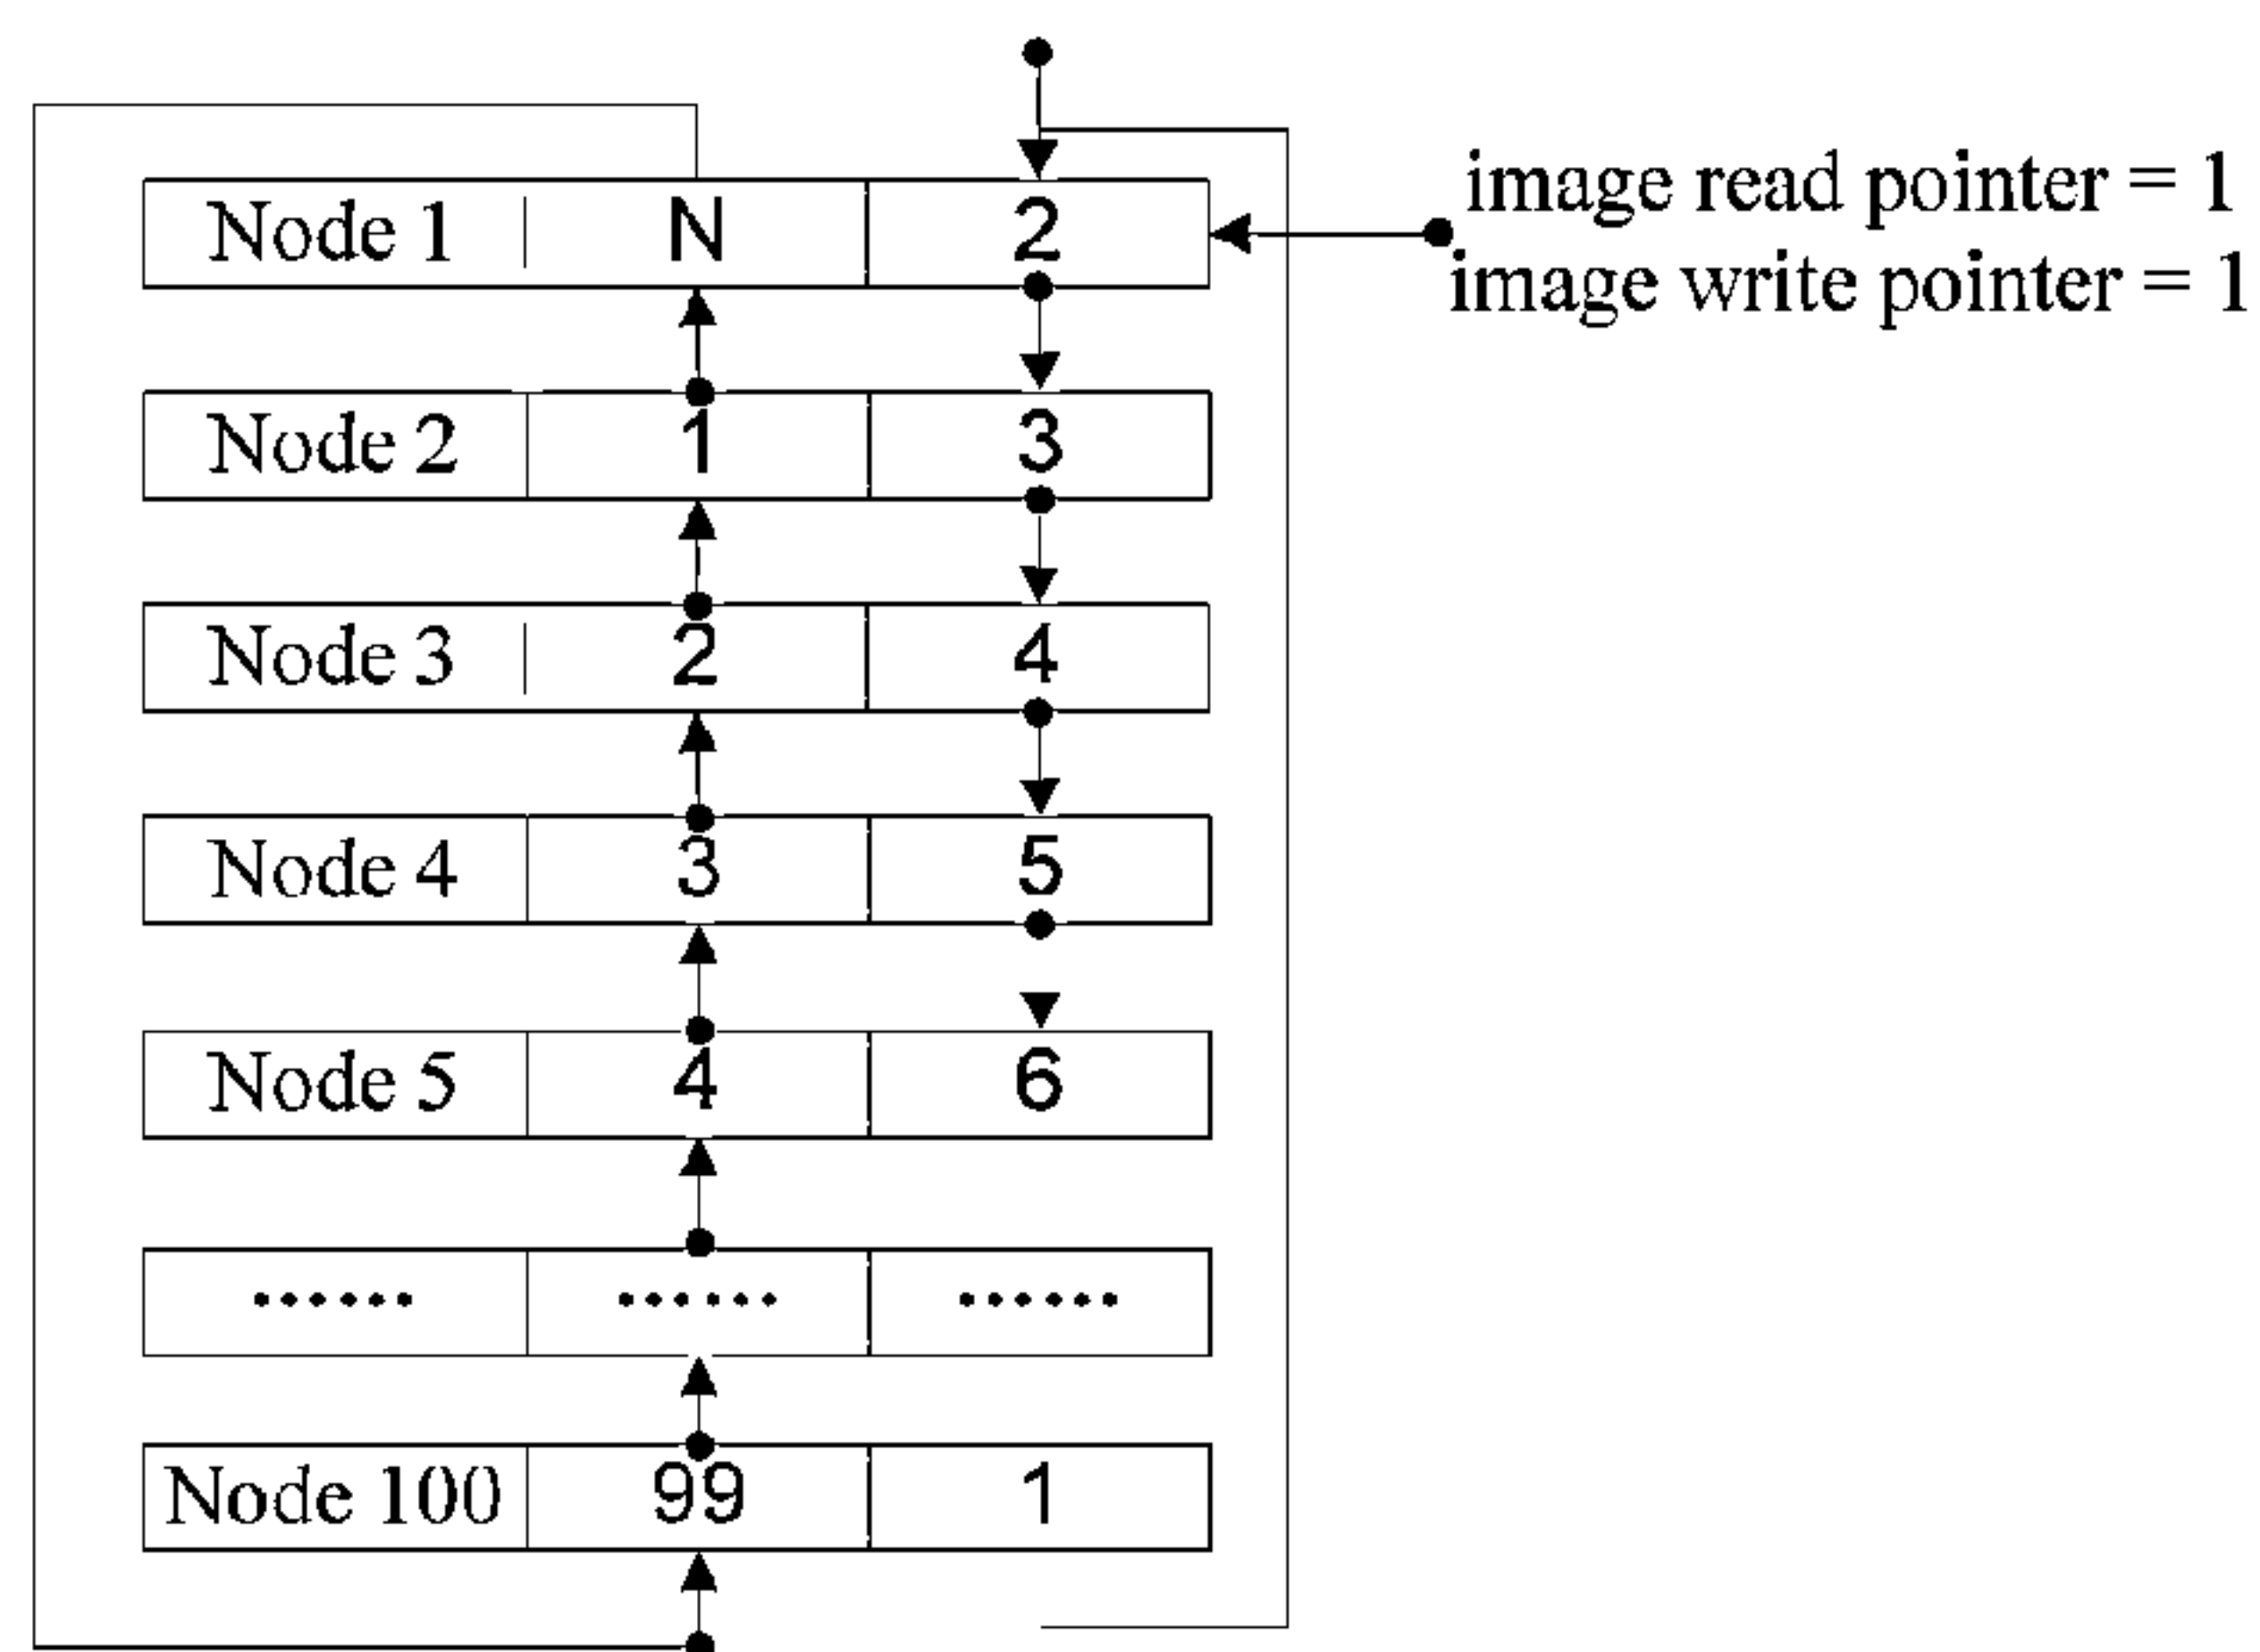 Node 1 N 2
image read pointer = 1
image write pointer = 1
Node 2 1 3
Node 3 2 4
Node 4 3 5
Node 5 4 6
...... ...... ......
Node 100 99 1